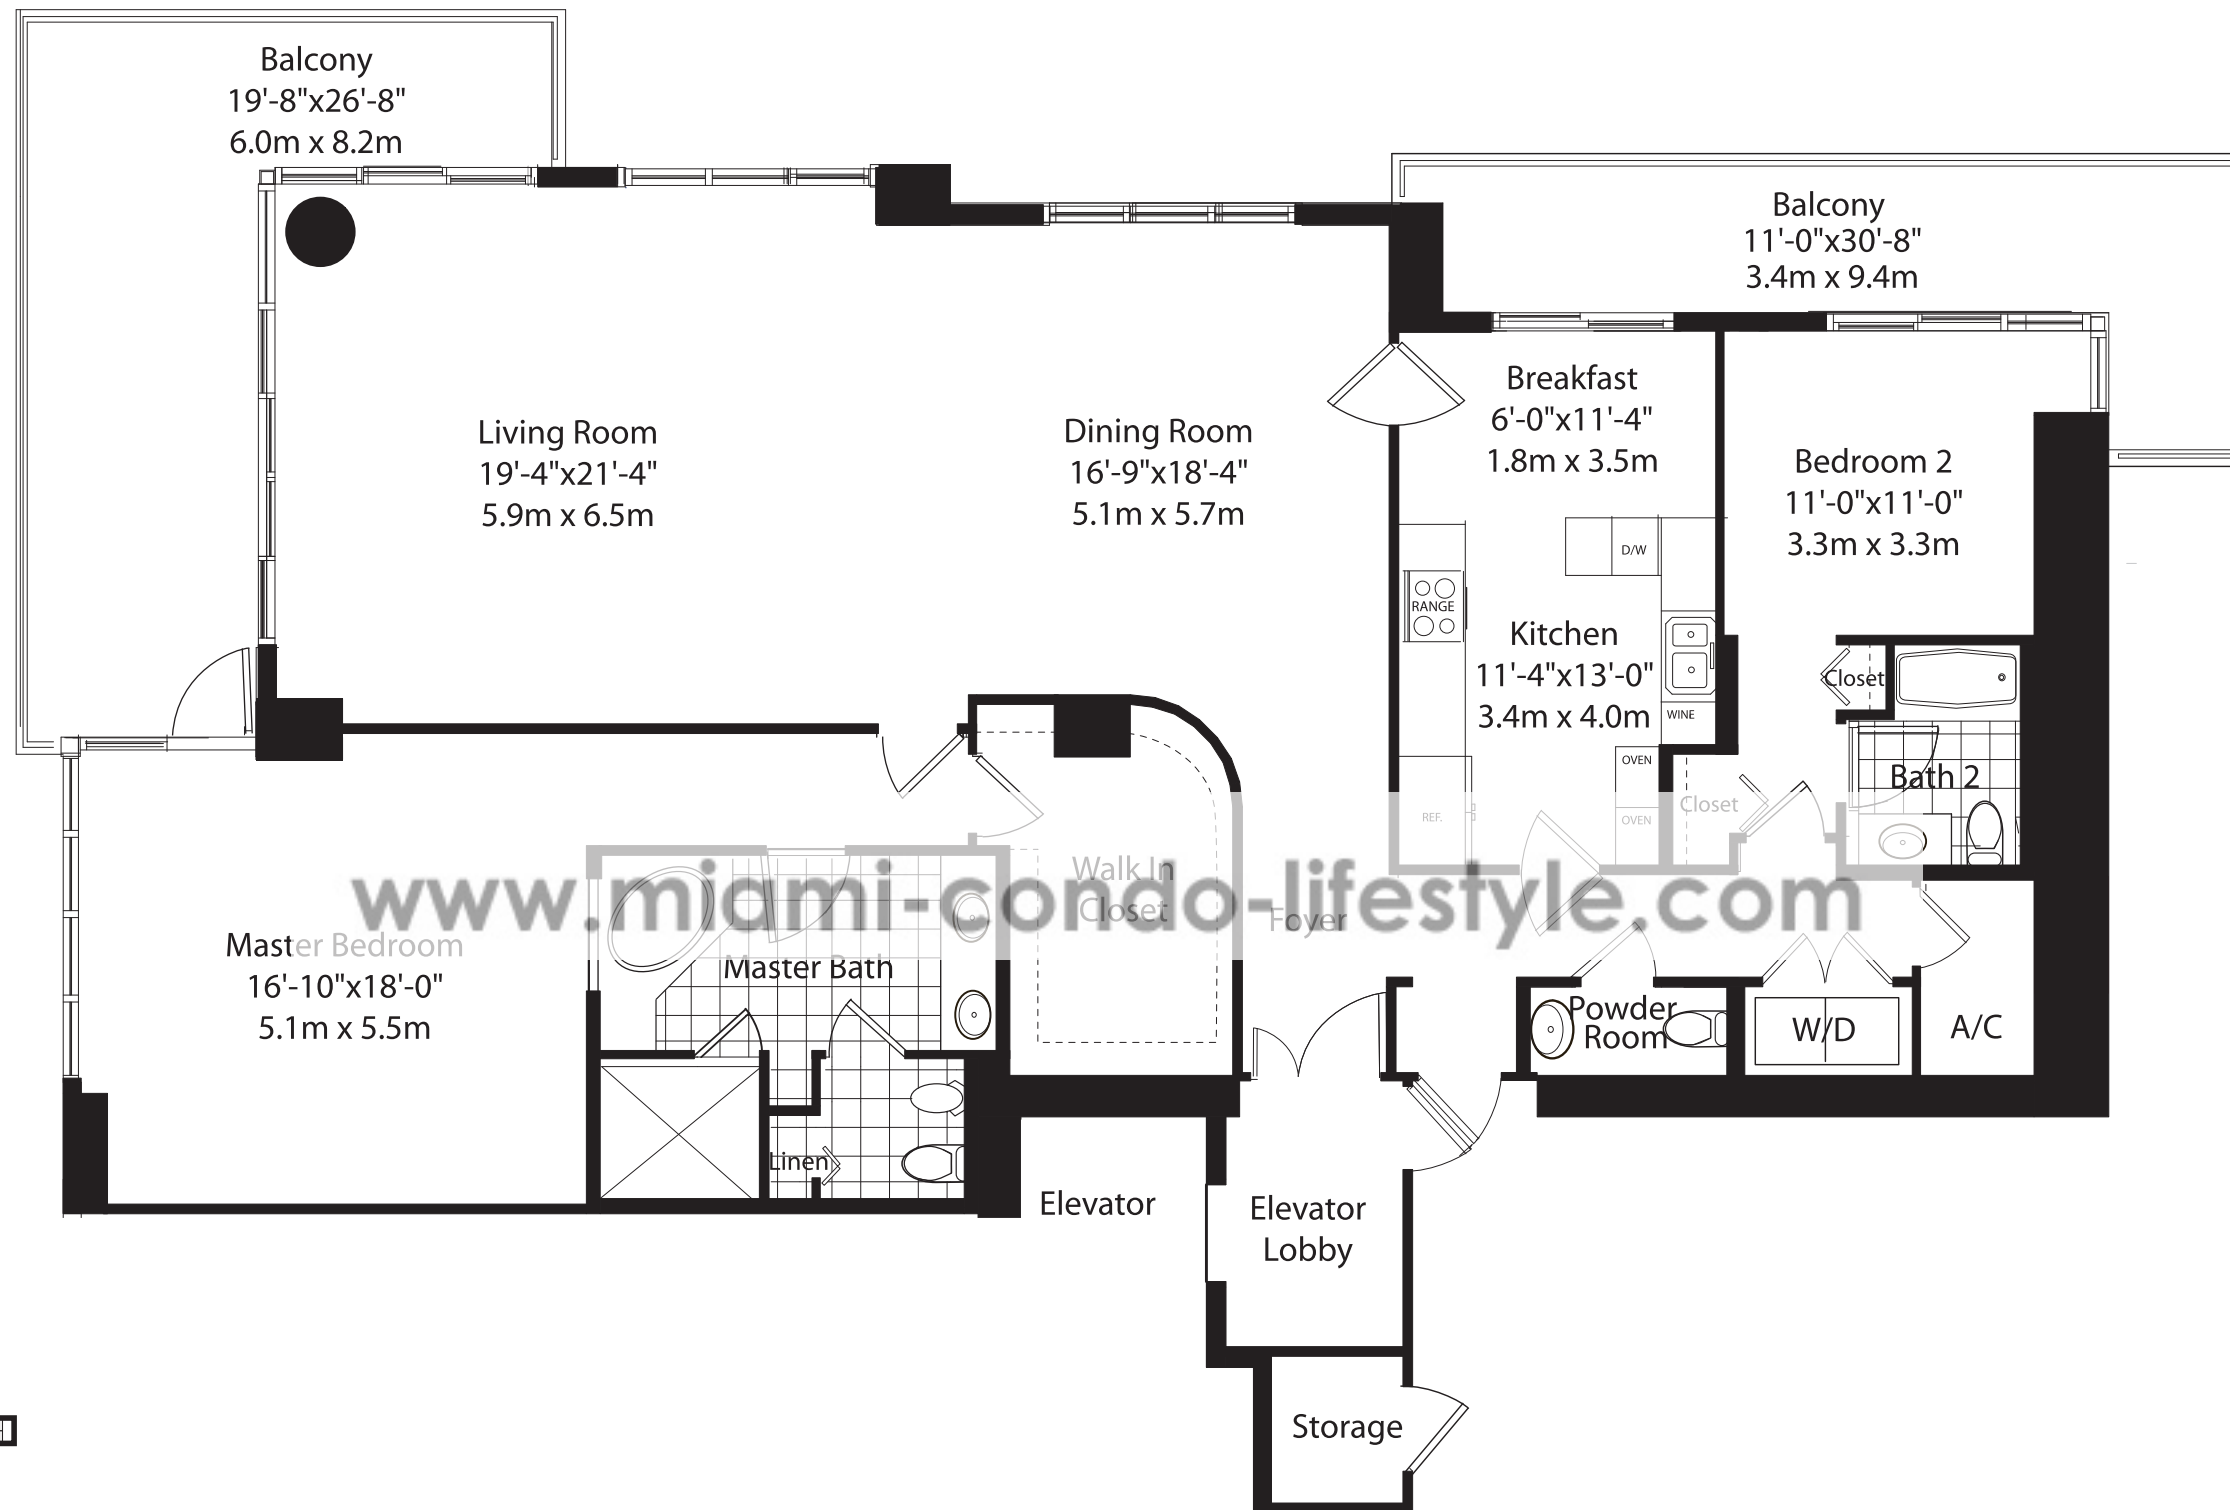 Balcony
19'-8"x26'-8"
6.0m x 8.2m
Balcony
11'-0"x30'-8"
3.4m x 9.4m
Living Room
19'-4"x21'-4"
5.9m x 6.5m
Dining Room
16'-9"x18'-4"
5.1m x 5.7m
Breakfast
6'-0"x11'-4"
1.8m x 3.5m
Bedroom 2
11'-0"x11'-0"
3.3m x 3.3m
D/W
RANGE
Kitchen
11'-4"x13'-0"
3.4m x 4.0m
WINE
OVEN
OVEN
REF.
Closet
Closet
Bath 2
Walk In
Closet
Foyer
www.miami-condo-lifestyle.com
Master Bedroom
16'-10"x18'-0"
5.1m x 5.5m
Master Bath
Linen
Powder
Room
W/D
A/C
Elevator
Elevator
Lobby
Storage